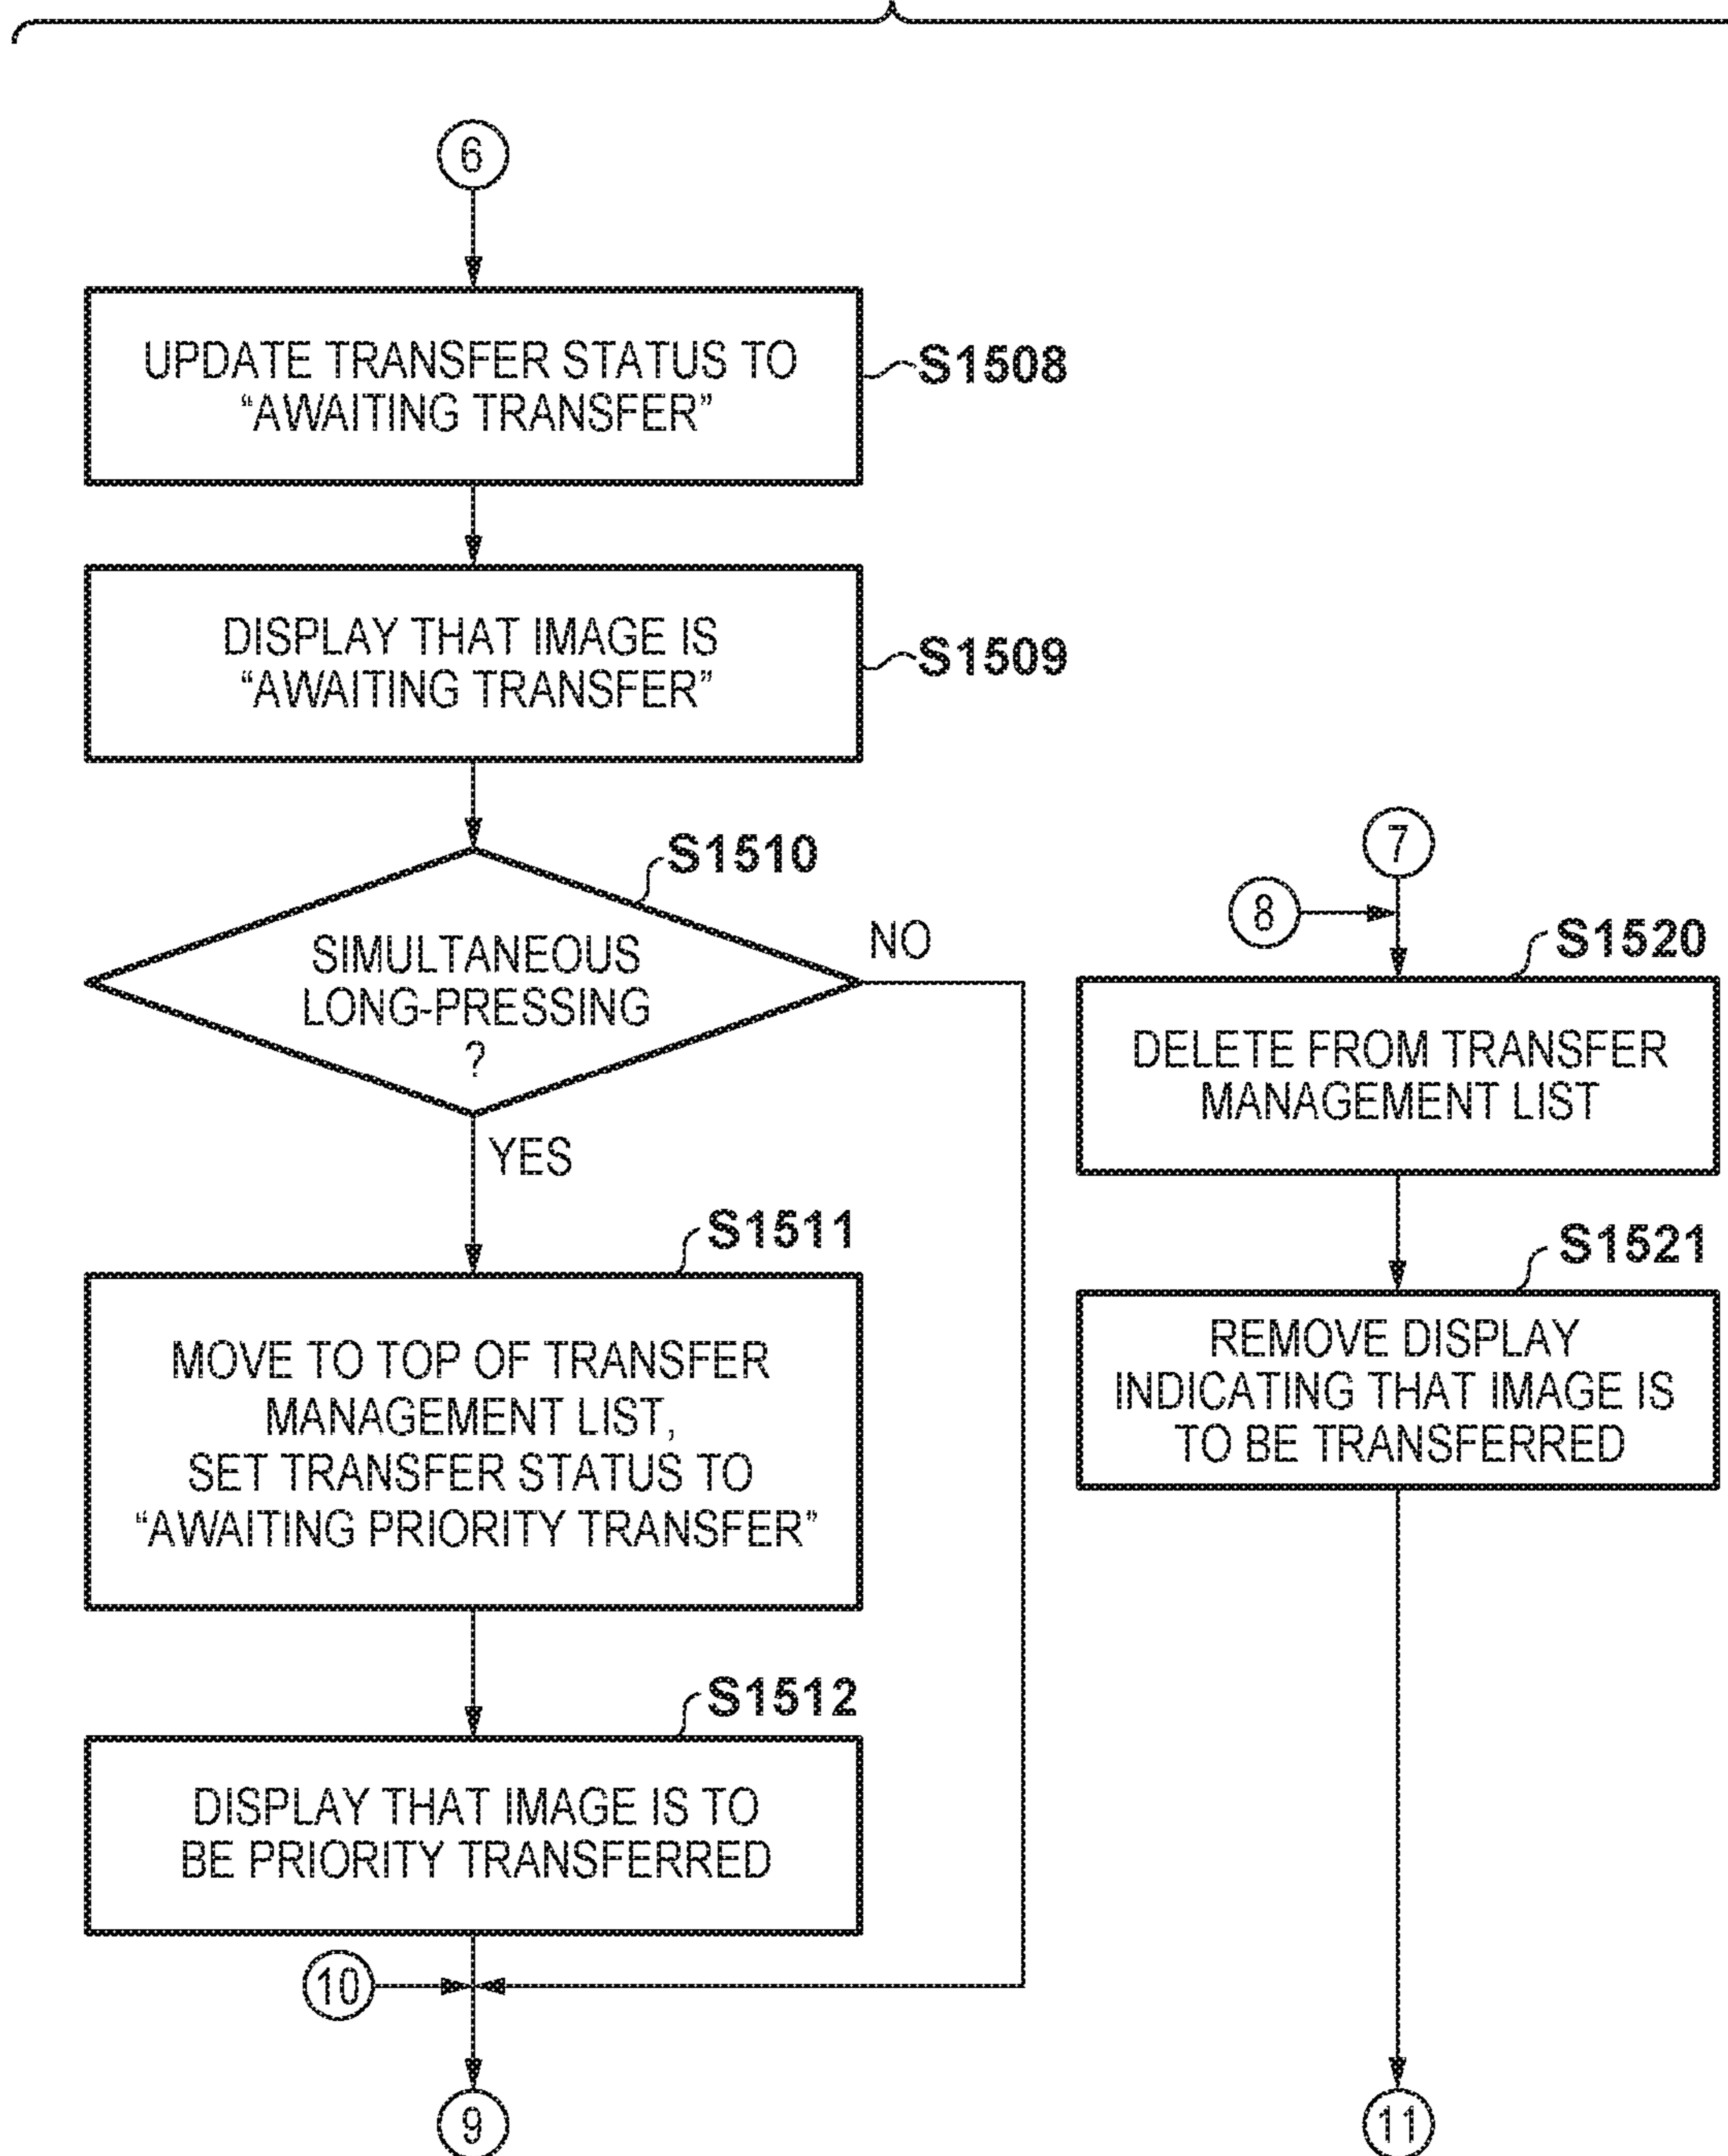 6
UPDATE TRANSFER STATUS TO
“AWAITING TRANSFER”
S1508
DISPLAY THAT IMAGE IS
“AWAITING TRANSFER”
S1509
S1510
SIMULTANEOUS
LONG-PRESSING
?
NO
YES
S1511
MOVE TO TOP OF TRANSFER
MANAGEMENT LIST,
SET TRANSFER STATUS TO
“AWAITING PRIORITY TRANSFER”
S1512
DISPLAY THAT IMAGE IS TO
BE PRIORITY TRANSFERRED
10
9
7
8
S1520
DELETE FROM TRANSFER
MANAGEMENT LIST
S1521
REMOVE DISPLAY
INDICATING THAT IMAGE IS
TO BE TRANSFERRED
11